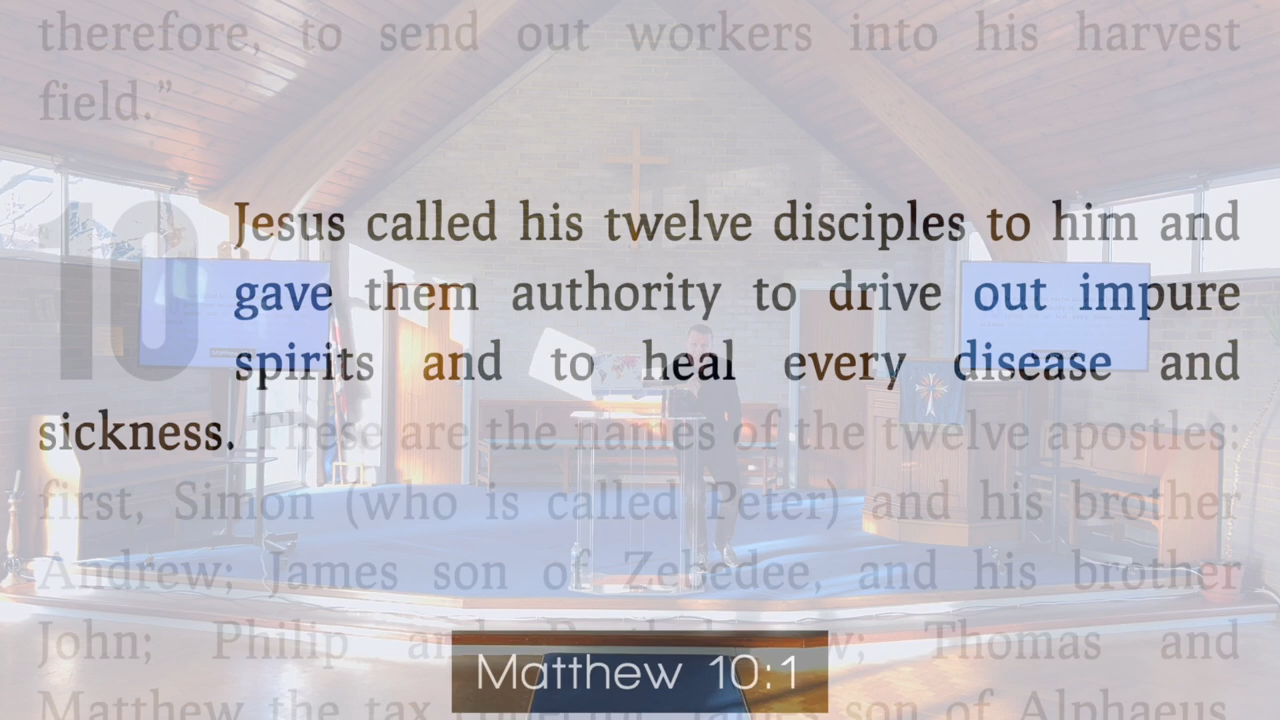 therefore, to send out workers into his harvest
field.”
10 Jesus called his twelve disciples to him and
gave them authority to drive out impure
spirits and to heal every disease and
sickness. These are the names of the twelve apostles:
first, Simon (who is called Peter) and his brother
Andrew; James son of Zebedee, and his brother
John; Philip and Thomas and
Matthew the tax James son of Alphaeus,
Matthew 10:1